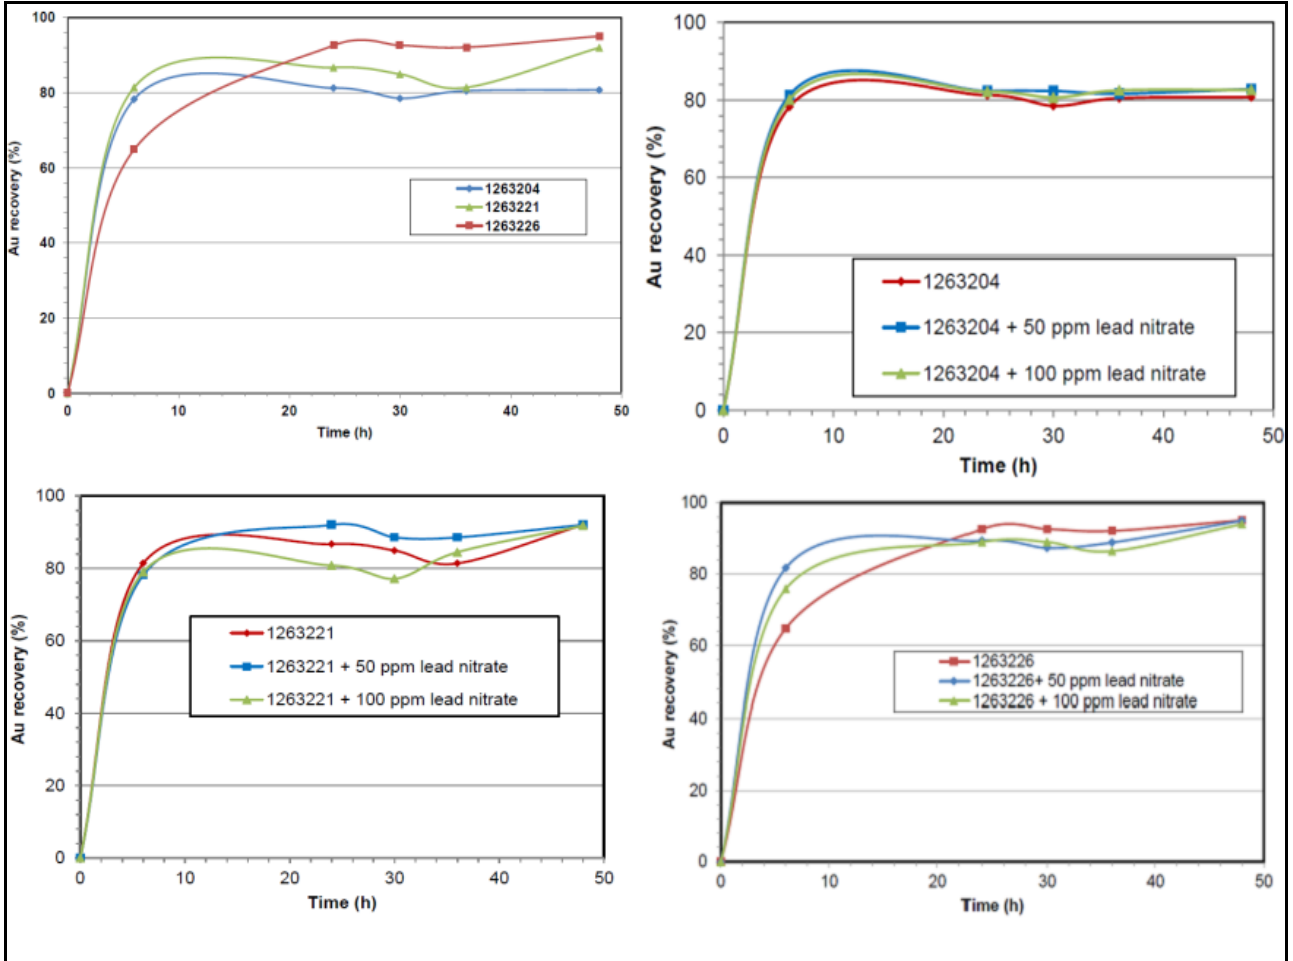 100
80
60
40
20
0
0 10 20 30 40 50
Au recovery (%)
Time (h)
1263204
1263221
1263226
100
80
60
40
20
0
0 10 20 30 40 50
Au recovery (%)
Time (h)
1263204
1263204 + 50 ppm lead nitrate
1263204 + 100 ppm lead nitrate
100
80
60
40
20
0
0 10 20 30 40 50
Au recovery (%)
Time (h)
1263221
1263221 + 50 ppm lead nitrate
1263221 + 100 ppm lead nitrate
100
80
60
40
20
0
0 10 20 30 40 50
Au recovery (%)
Time (h)
1263226
1263226+ 50 ppm lead nitrate
1263226 + 100 ppm lead nitrate